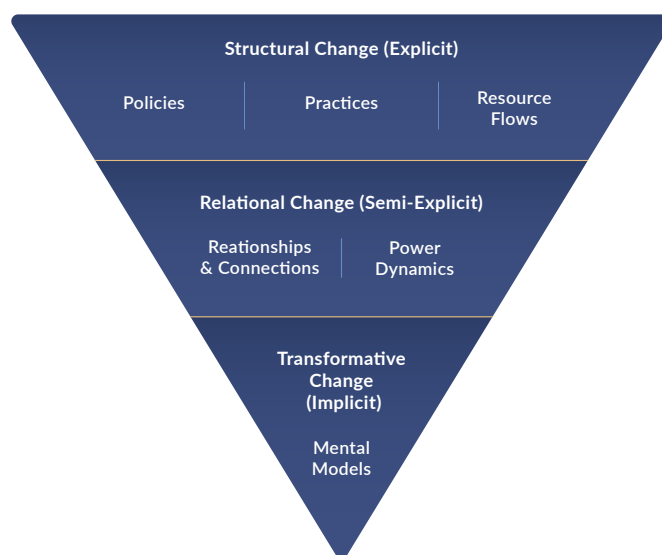 Structural Change (Explicit)
Policies
Practices
Resource
Flows
Relational Change (Semi-Explicit)
Reationships
& Connections
Power
Dynamics
Transformative
Change
(Implicit)
Mental
Models